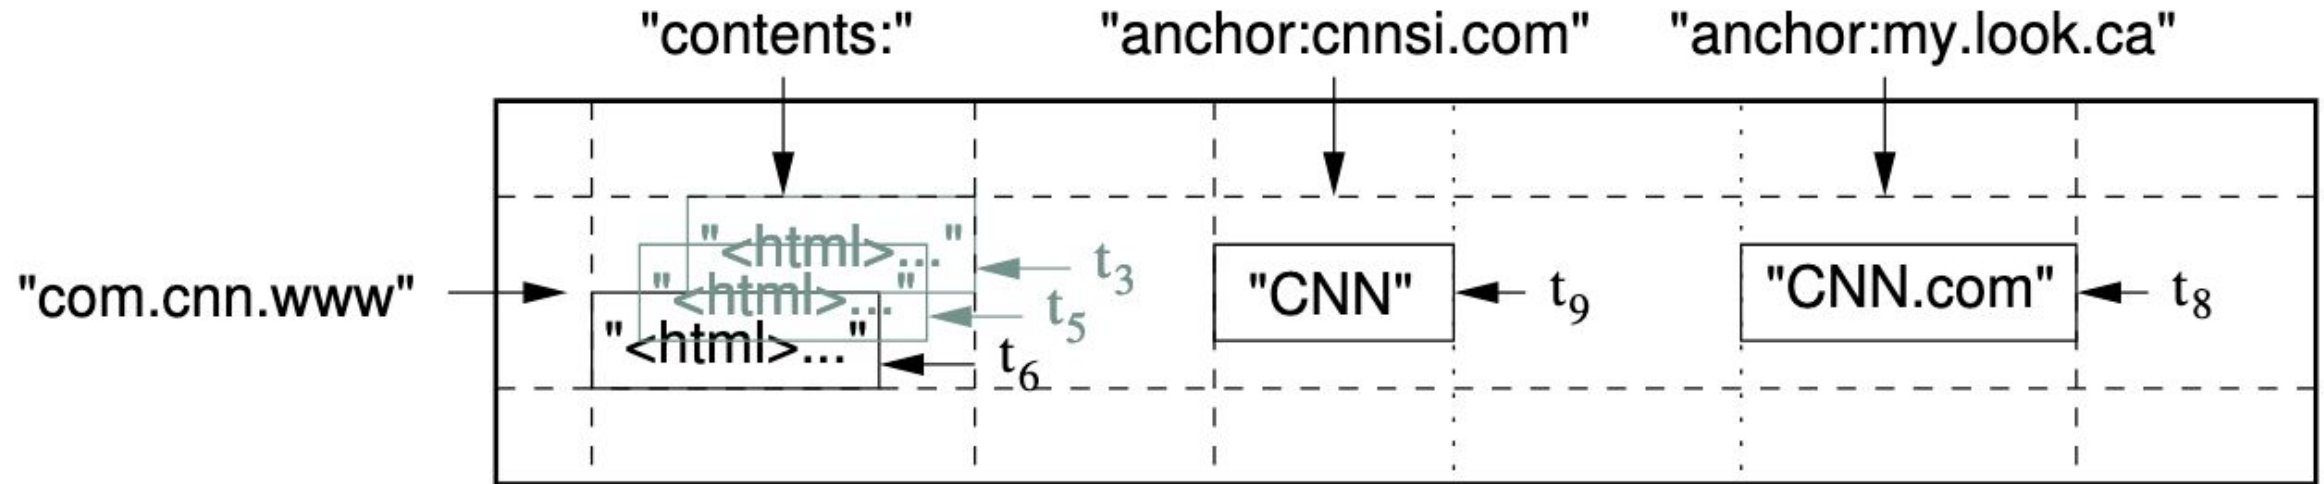 "contents:" "anchor:cnnsi.com" "anchor:my.look.ca"
"<html>..." t₃
"com.cnn.www" "<html>..." t₅ "CNN" t₉ "CNN.com" t₈
"<html>..." t₆